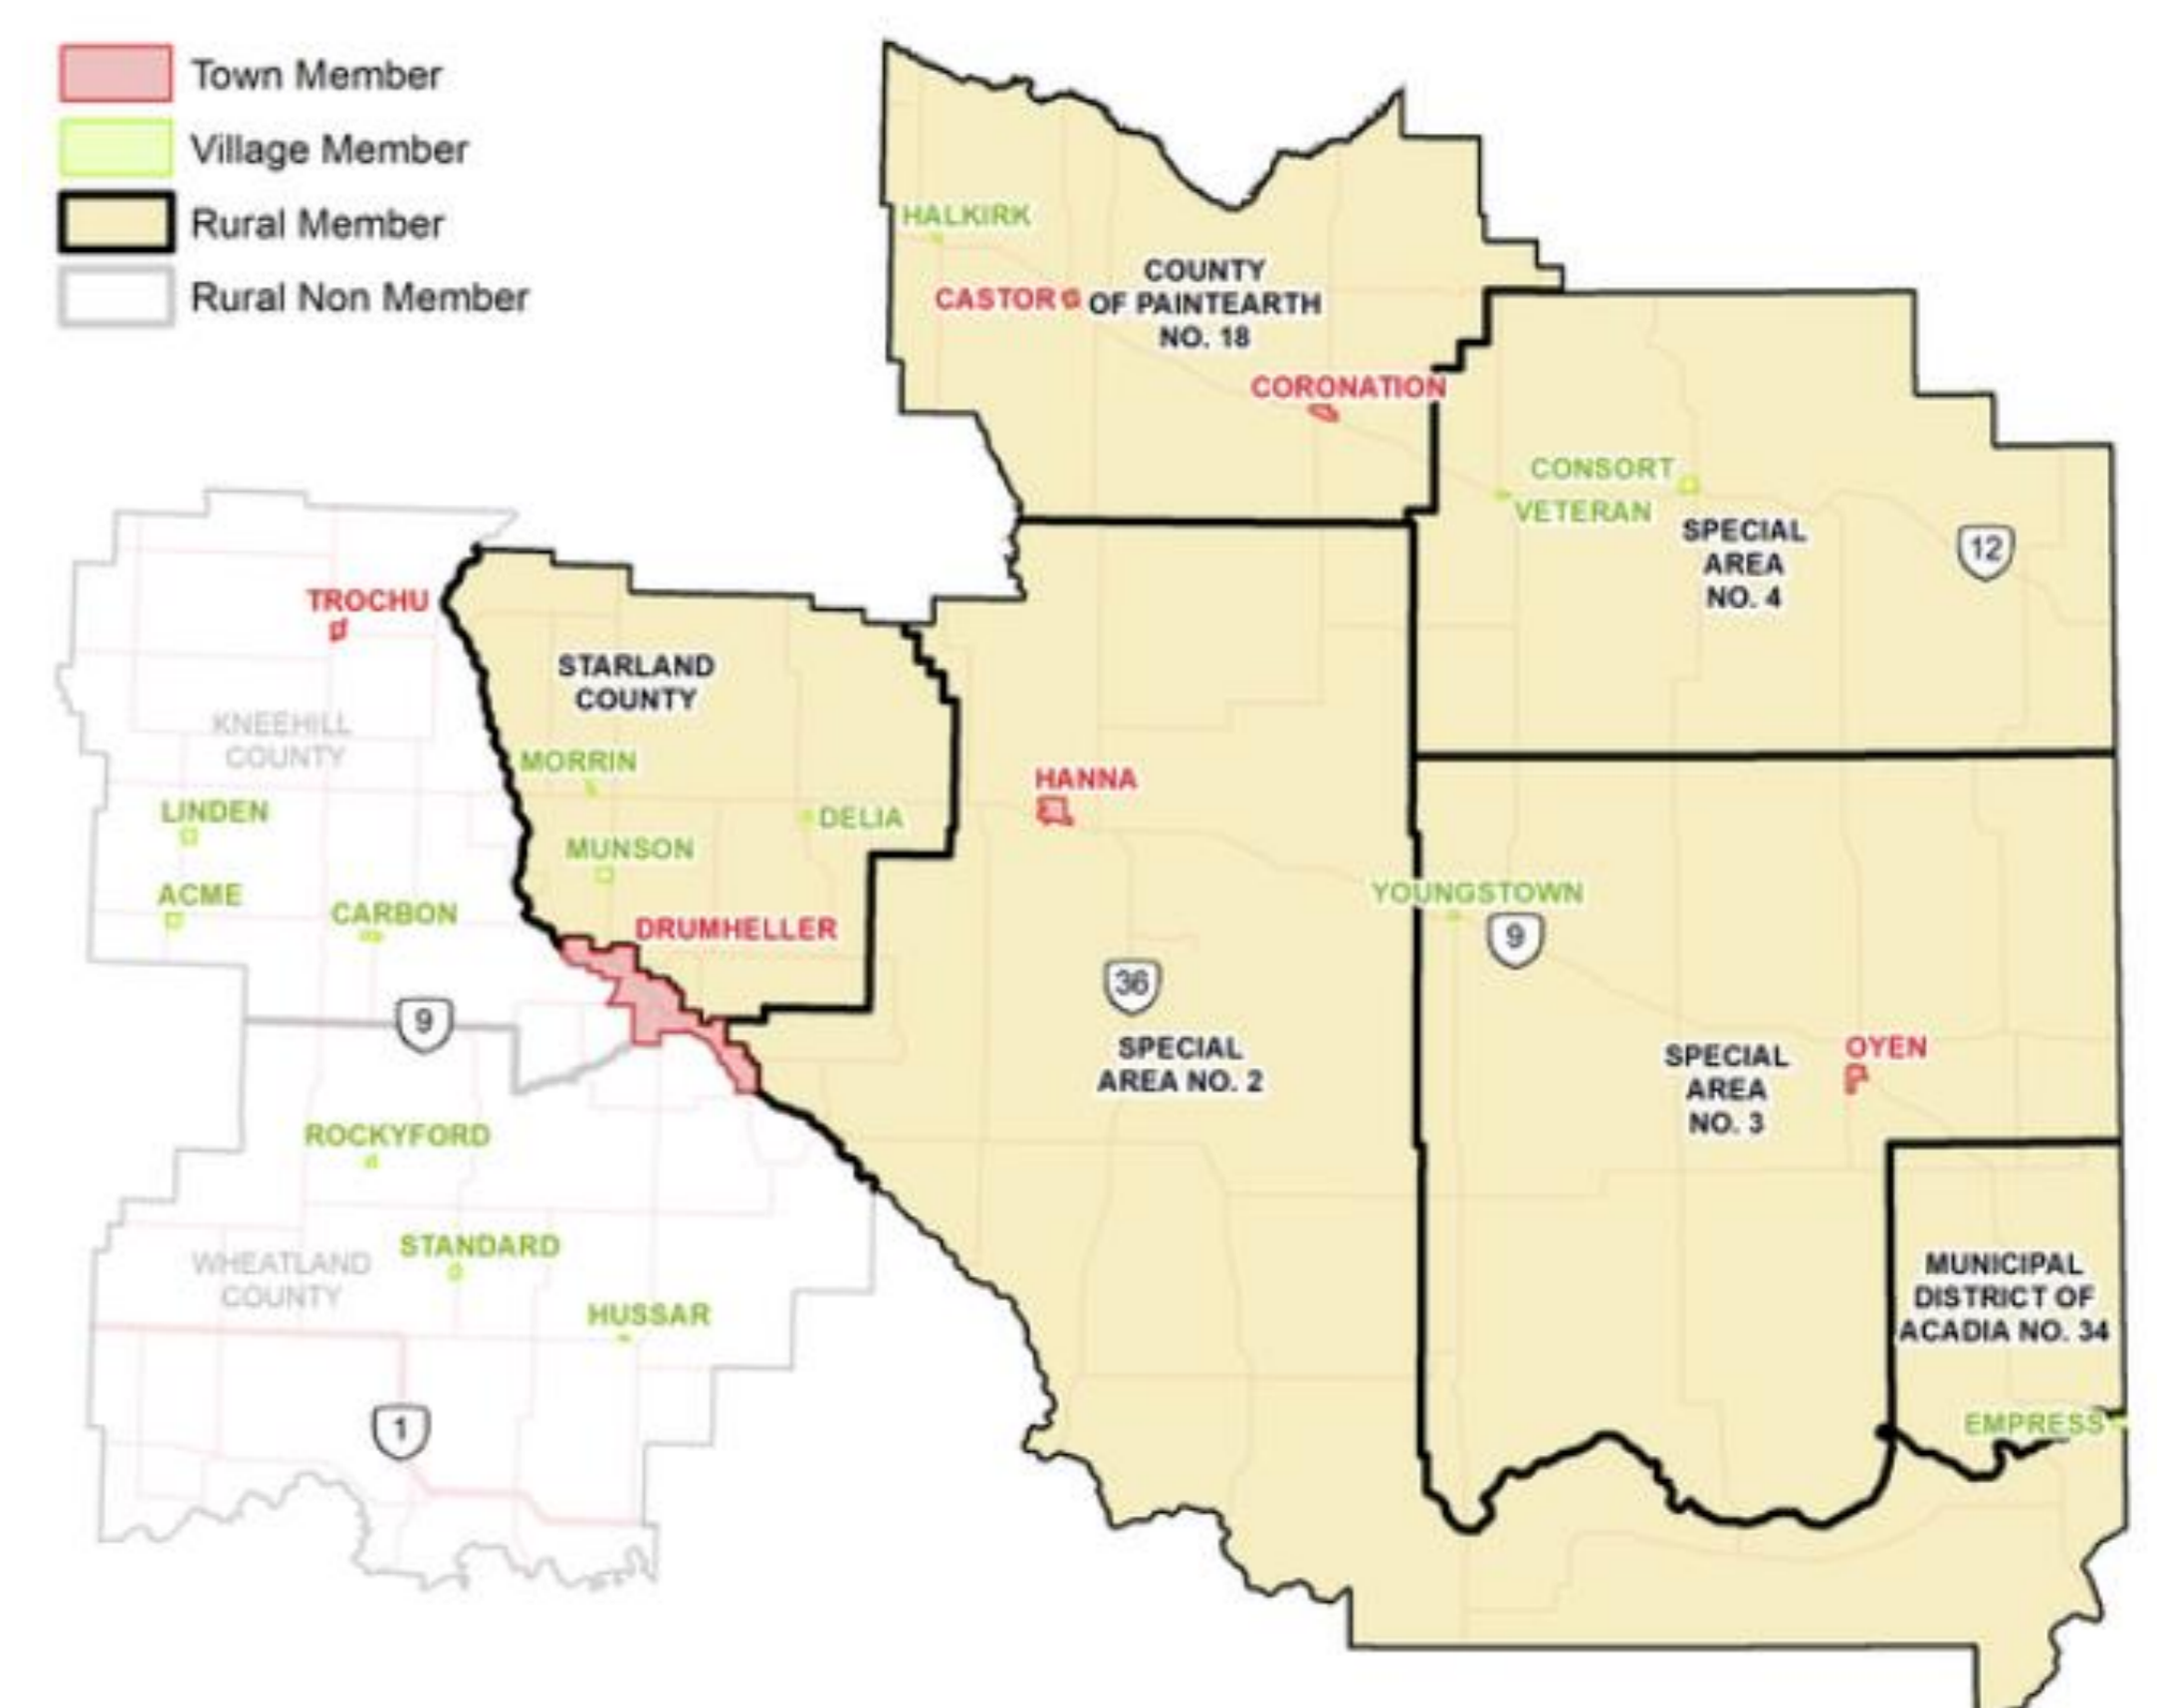 Town Member
Village Member
Rural Member
Rural Non Member
HALKIRK
COUNTY
OF PAINTEARTH
NO. 18
CASTOR
CORONATION
CONSORT
VETERAN
SPECIAL
AREA
NO. 4
12
TROCHU
STARLAND
COUNTY
KNEEHILL
COUNTY
MORRIN
HANNA
LINDEN
DELIA
MUNSON
ACME
CARBON
YOUNGSTOWN
DRUMHELLER
9
36
9
SPECIAL
AREA NO. 2
SPECIAL
AREA
NO. 3
OYEN
ROCKYFORD
STANDARD
WHEATLAND
COUNTY
HUSSAR
MUNICIPAL
DISTRICT OF
ACADIA NO. 34
1
EMPRESS